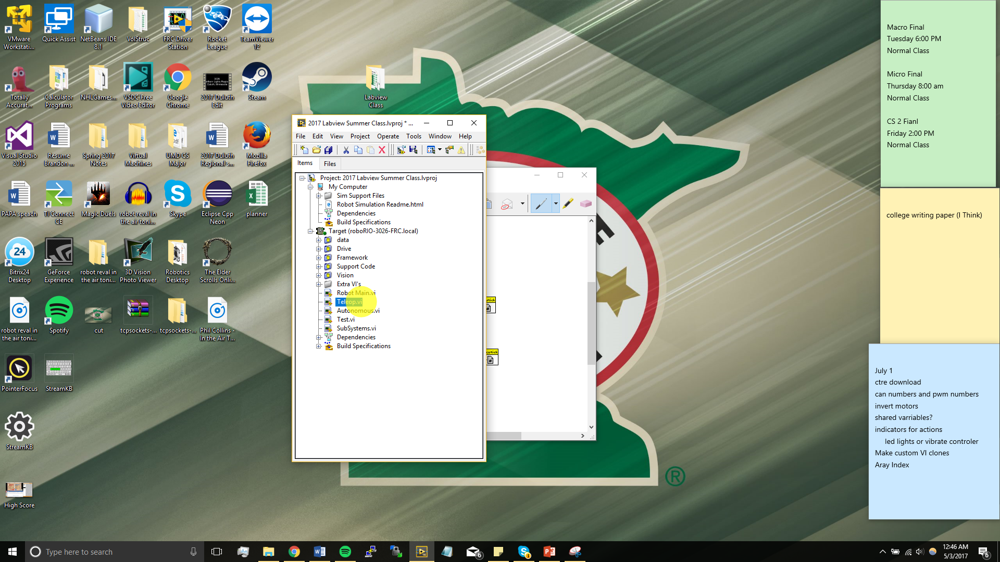 VMware
Workstati...
Quick Assist
NetBeans IDE
8.1
VolStruc
FRC Driver
Station
Rocket
League
TeamViewer
12
Totally
Accurat...
Calculator
Programs
NHLGames...
VSDC Free
Video Editor
Google
Chrome
2017 Duluth
Edit
Steam
Labview
Class
Visual Studio
2015
Resume
Brandon ...
Spring 2017
Notes
Virtual
Machines
UMD CS
Major
2017 Duluth
Regional s...
Mozilla
Firefox
PAPA speach
TI Connect
CE
Magic Duels
robot reval in
the air toni...
Skype
Eclipse Cpp
Neon
planner
24
Bitrix24
Desktop
GeForce
Experience
robot reval in
the air toni...
3D Vision
Photo Viewer
Robotics
Desktop
The Elder
Scrolls Onli...
robot reval in
the air toni...
Spotify
cut
tcpsockets-...
tcpsockets-...
Phil Collins -
In the Air T...
PointerFocus
StreamKB
StreamKB
High Score
2017 Labview Summer Class.lvproj * ...
File Edit View Project Operate Tools Window Help
Items Files
Project: 2017 Labview Summer Class.lvproj
My Computer
Sim Support Files
Robot Simulation Readme.html
Dependencies
Build Specifications
Target (roboRIO-3026-FRC.local)
data
Drive
Framework
Support Code
Vision
Extra VI's
Robot Main.vi
Teleop.vi
Autonomous.vi
Test.vi
SubSystems.vi
Dependencies
Build Specifications
Macro Final
Tuesday 6:00 PM
Normal Class
Micro Final
Thursday 8:00 am
Normal Class
CS 2 Fianl
Friday 2:00 PM
Normal Class
college writing paper (I Think)
July 1
ctre download
can numbers and pwm numbers
invert motors
shared varriables?
indicators for actions
led lights or vibrate controler
Make custom VI clones
Aray Index
®
Type here to search
6
1
12:46 AM
5/3/2017
6